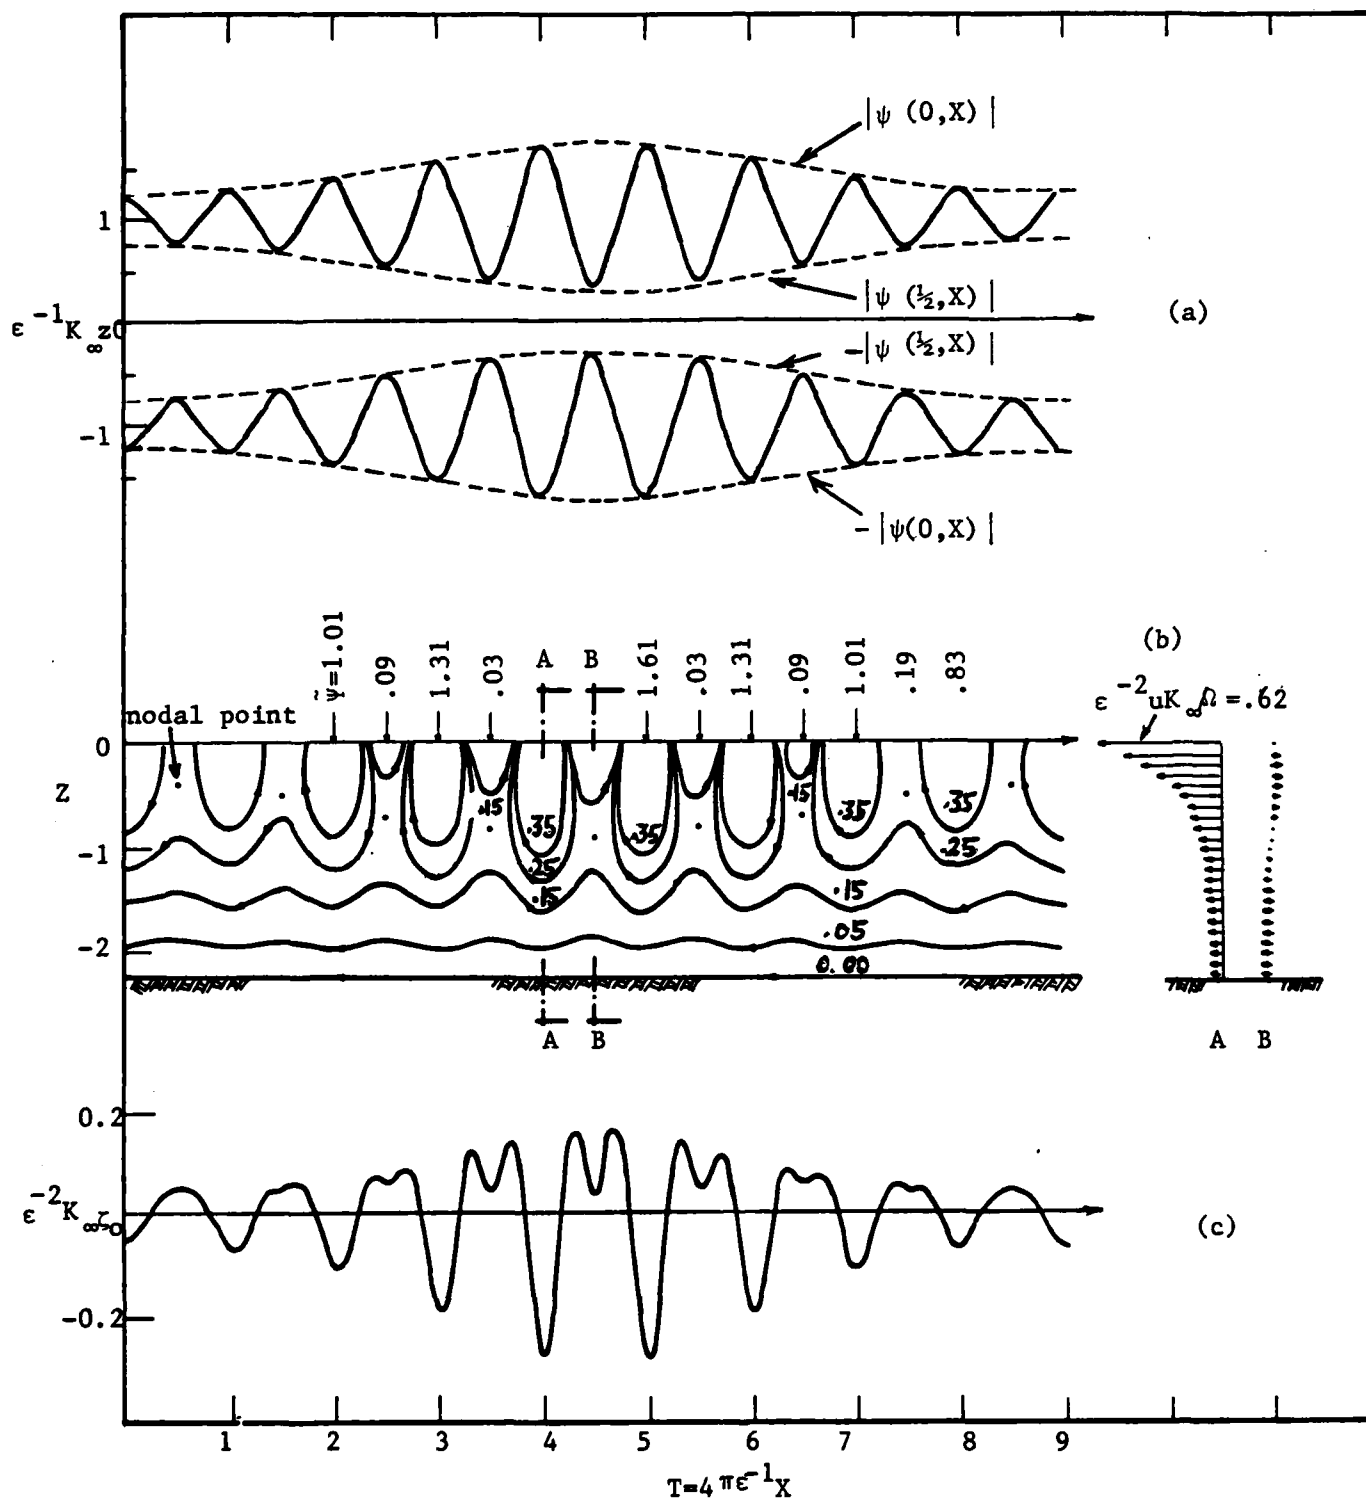 |ψ (0,X)|
1
|ψ (½,X)|
(a)
ε⁻¹K∞z0
-|ψ (½,X)|
-1
-|ψ(0,X)|
ψ̃=1.01 .09 1.31 .03 A B 1.61 .03 1.31 .09 1.01 .19 .83
(b)
nodal point
ε⁻²uK∞Ω=.62
0
Z
.15 .35 .35 .15 .35 .35
-1
.25 .25
.15 .15
.05
-2
0.00
A B
A B
0.2
ε⁻²K∞ζ0
(c)
-0.2
1 2 3 4 5 6 7 8 9
T=4πε⁻¹X